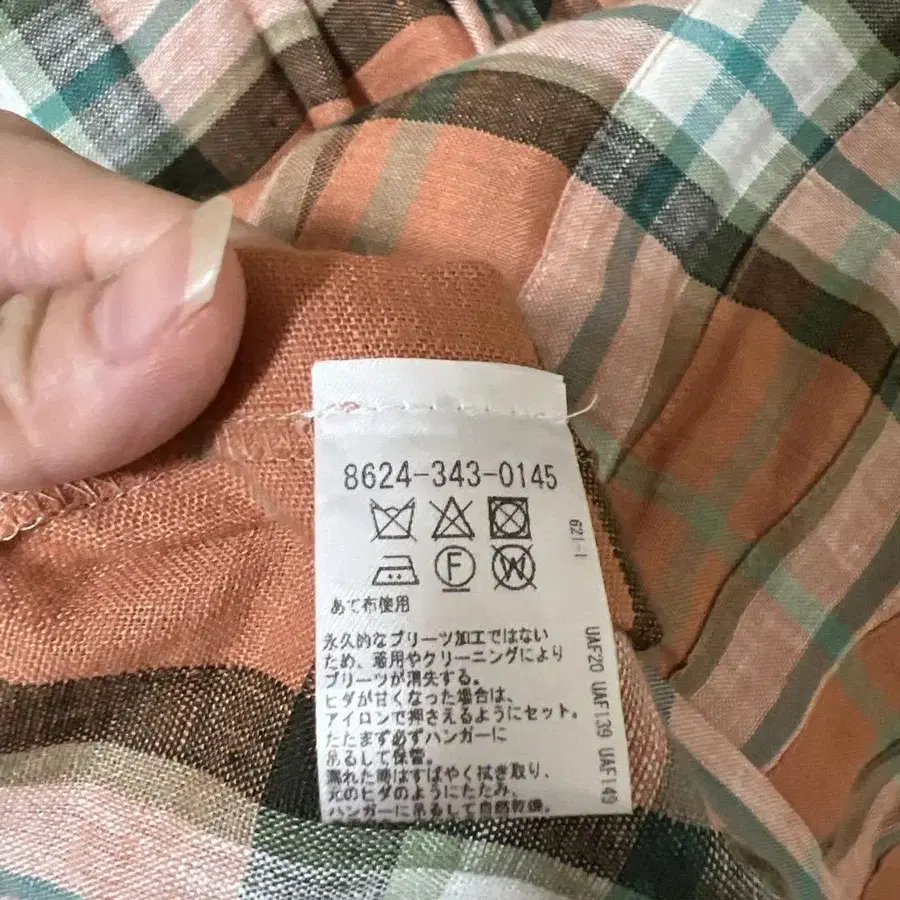 8624-343-0145
621-1
F
W
あて布使用
永久的なプリーツ加工ではない
ため、着用やクリーニングにより
プリーツが消失する。
ヒダが甘くなった場合は、
アイロンで押さえるようにセット。
たたまず必ずハンガーに
吊るして保管。
濡れた時はすばやく拭き取り、
元のヒダのようにたたみ、
ハンガーに吊るして自然乾燥。
UAF20 UAF139 UAF149